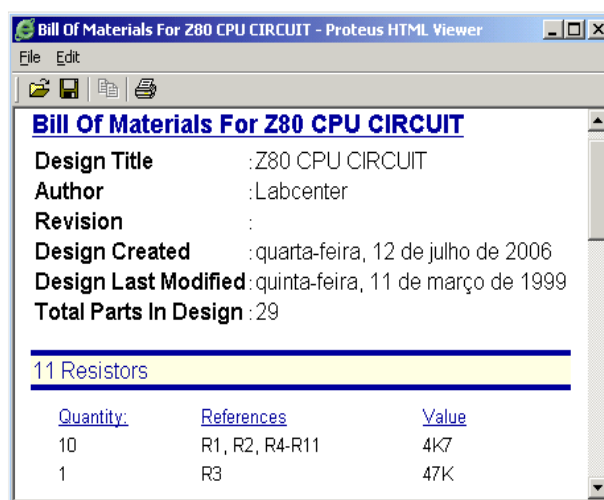 Bill Of Materials For Z80 CPU CIRCUIT - Proteus HTML Viewer
File Edit
Bill Of Materials For Z80 CPU CIRCUIT
Design Title :Z80 CPU CIRCUIT
Author :Labcenter
Revision :
Design Created :quarta-feira, 12 de julho de 2006
Design Last Modified :quinta-feira, 11 de março de 1999
Total Parts In Design :29
11 Resistors
Quantity: References Value
10 R1, R2, R4-R11 4K7
1 R3 47K